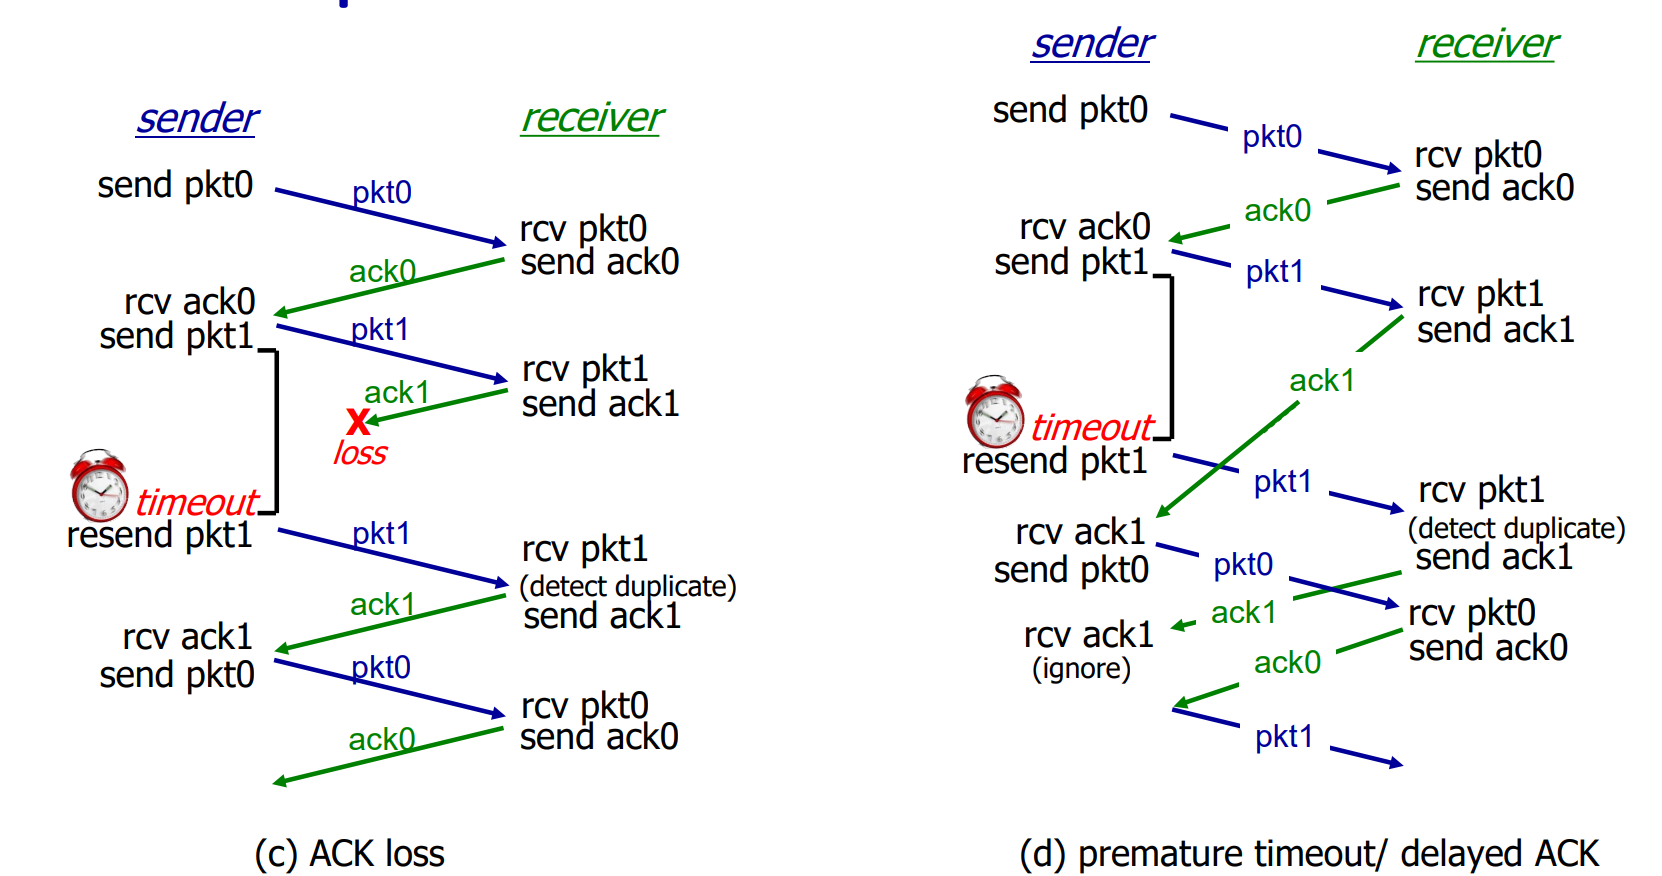 sender
receiver
send pkt0
pkt0
rcv pkt0
send ack0
ack0
rcv ack0
send pkt1
pkt1
rcv pkt1
send ack1
ack1
X
loss
timeout
resend pkt1
pkt1
rcv pkt1
(detect duplicate)
send ack1
ack1
rcv ack1
send pkt0
pkt0
rcv pkt0
send ack0
ack0
(c) ACK loss
sender
receiver
send pkt0
pkt0
rcv pkt0
send ack0
ack0
rcv ack0
send pkt1
pkt1
rcv pkt1
send ack1
ack1
timeout
resend pkt1
pkt1
rcv pkt1
(detect duplicate)
send ack1
rcv ack1
send pkt0
pkt0
ack1
rcv pkt0
send ack0
rcv ack1
(ignore)
ack0
pkt1
(d) premature timeout/ delayed ACK